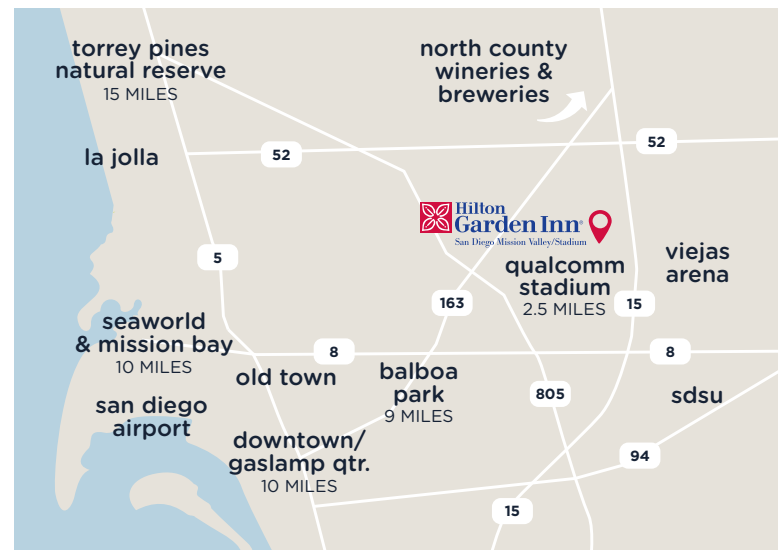 torrey pines
natural reserve
15 MILES
north county
wineries &
breweries
la jolla
52
52
Hilton
Garden Inn®
San Diego Mission Valley/Stadium
5
qualcomm
stadium
2.5 MILES
viejas
arena
163
15
seaworld
& mission bay
10 MILES
8
8
old town
balboa
park
9 MILES
805
sdsu
san diego
airport
downtown/
gaslamp qtr.
10 MILES
94
15